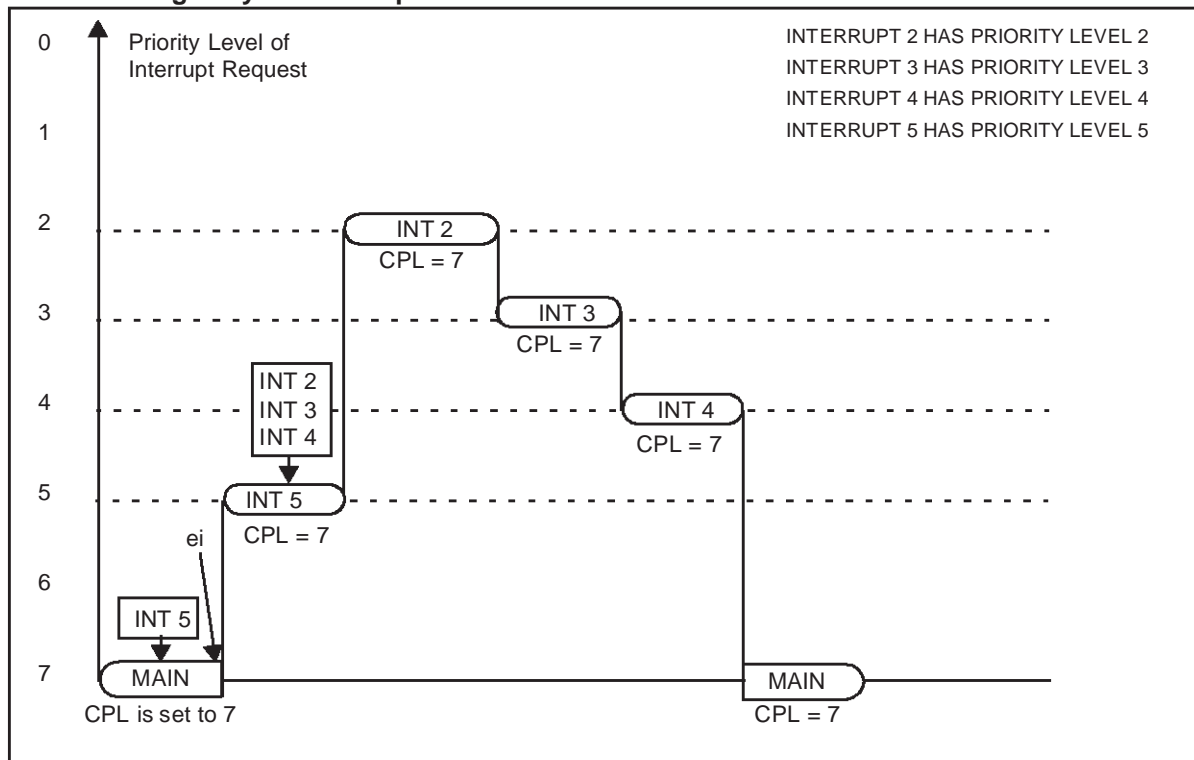 0
Priority Level of
Interrupt Request
INTERRUPT 2 HAS PRIORITY LEVEL 2
INTERRUPT 3 HAS PRIORITY LEVEL 3
INTERRUPT 4 HAS PRIORITY LEVEL 4
INTERRUPT 5 HAS PRIORITY LEVEL 5
1
2
INT 2
CPL = 7
3
INT 3
CPL = 7
INT 2
INT 3
INT 4
4
INT 4
CPL = 7
5
INT 5
CPL = 7
ei
6
INT 5
7
MAIN
CPL is set to 7
MAIN
CPL = 7